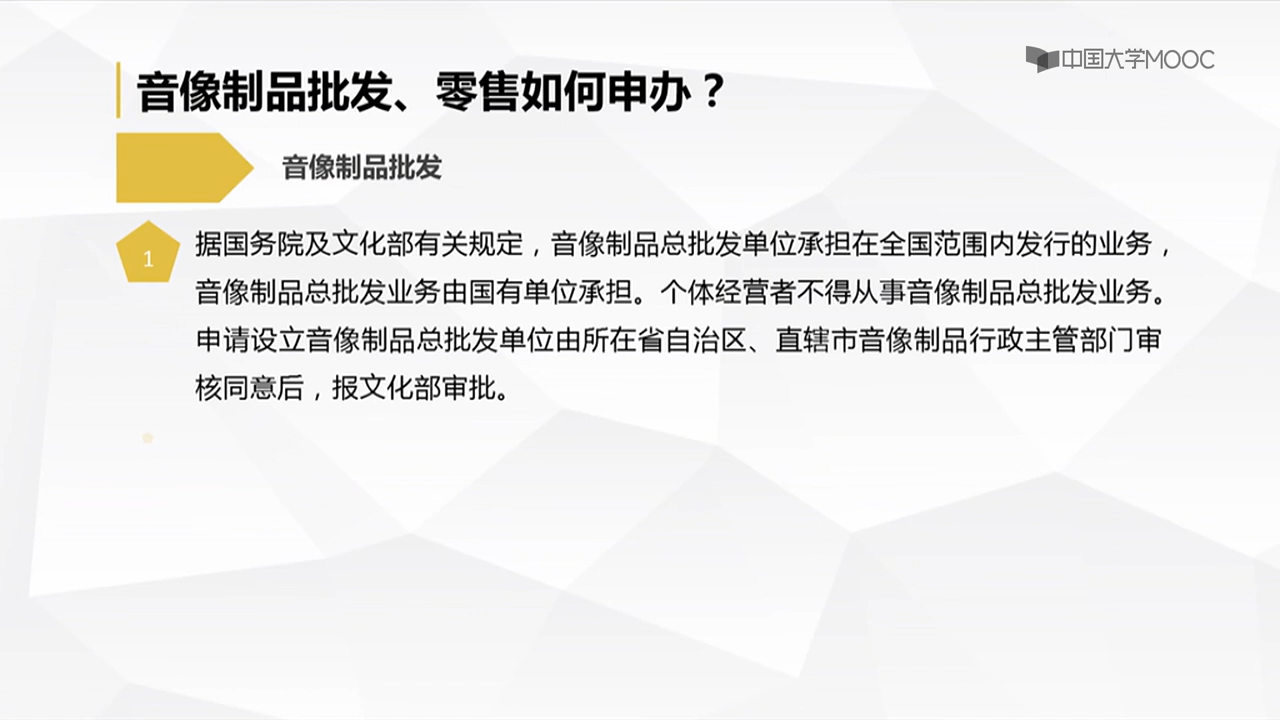 中国大学MOOC
音像制品批发、零售如何申办？
音像制品批发
1
据国务院及文化部有关规定，音像制品总批发单位承担在全国范围内发行的业务，
音像制品总批发业务由国有单位承担。个体经营者不得从事音像制品总批发业务。
申请设立音像制品总批发单位由所在省自治区、直辖市音像制品行政主管部门审
核同意后，报文化部审批。